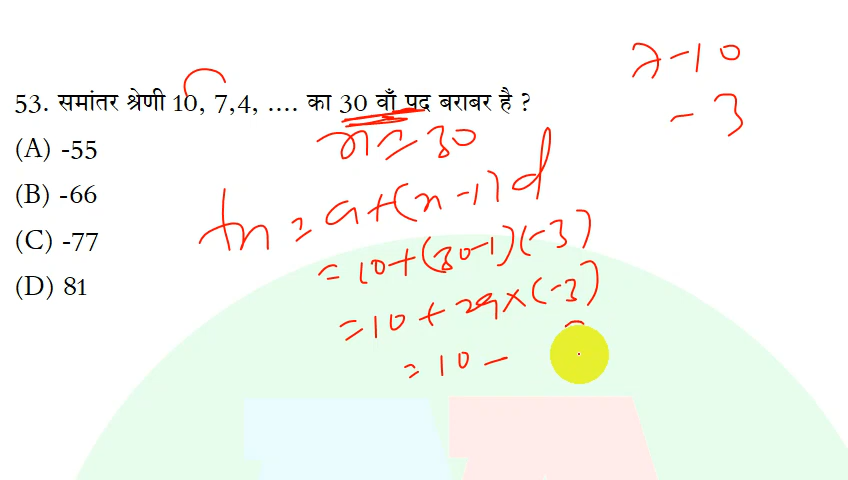 53. समांतर श्रेणी 10, 7,4, .... का 30 वाँ पद बराबर है ?
(A) -55
(B) -66
(C) -77
(D) 81
7-10
-3
n = 30
tn = a+(n-1)d
= 10+(30-1)(-3)
= 10 + 29×(-3)
= 10 -